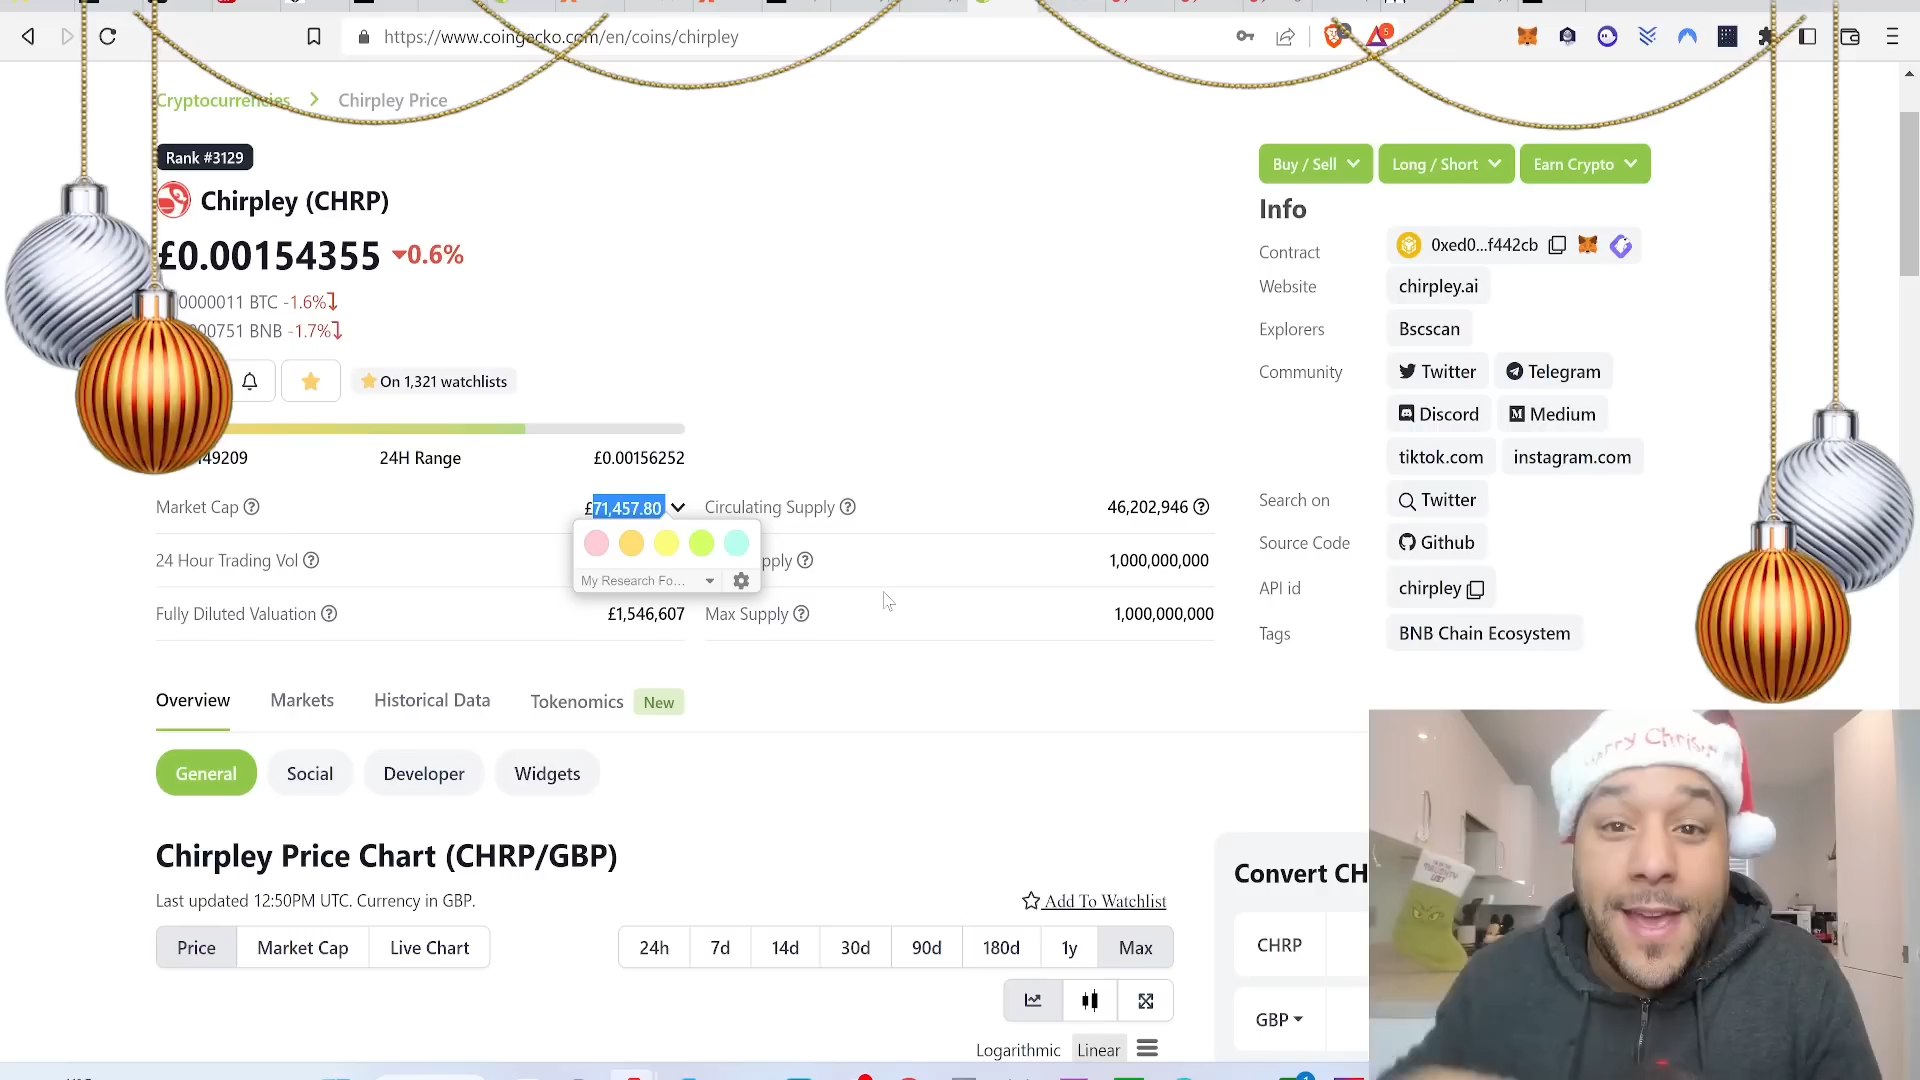 https://www.coingecko.com/en/coins/chirpley
5
Cryptocurrencies
Chirpley Price
Rank #3129
Chirpley (CHRP)
£0.00154355
0.6%
0000011 BTC -1.6%
00751 BNB -1.7%
On 1,321 watchlists
149209
24H Range
£0.00156252
Market Cap
£71,457.80
Circulating Supply
46,202,946
24 Hour Trading Vol
pply
1,000,000,000
My Research Fo...
Fully Diluted Valuation
£1,546,607
Max Supply
1,000,000,000
Buy / Sell
Long / Short
Earn Crypto
Info
Contract
0xed0...f442cb
Website
chirpley.ai
Explorers
Bscscan
Community
Twitter
Telegram
Discord
Medium
tiktok.com
instagram.com
Search on
Twitter
Source Code
Github
API id
chirpley
Tags
BNB Chain Ecosystem
Overview
Markets
Historical Data
Tokenomics
New
General
Social
Developer
Widgets
Chirpley Price Chart (CHRP/GBP)
Last updated 12:50PM UTC. Currency in GBP.
Add To Watchlist
Price
Market Cap
Live Chart
24h
7d
14d
30d
90d
180d
1y
Max
Logarithmic
Linear
Convert CH
CHRP
GBP